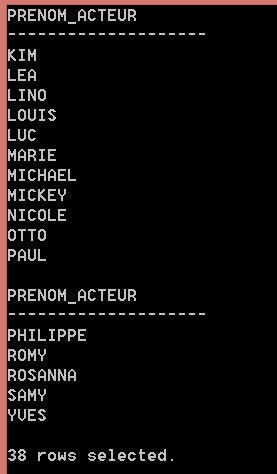 PRENOM_ACTEUR
--------------------
KIM
LEA
LINO
LOUIS
LUC
MARIE
MICHAEL
MICKEY
NICOLE
OTTO
PAUL

PRENOM_ACTEUR
--------------------
PHILIPPE
ROMY
ROSANNA
SAMY
YVES

38 rows selected.